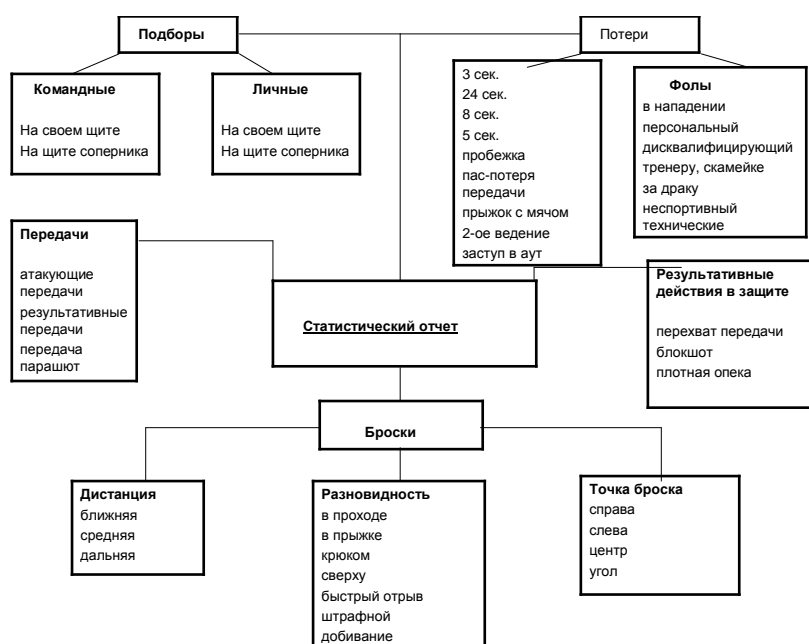 Подборы
Потери
Командные
На своем щите
На щите соперника
Личные
На своем щите
На щите соперника
3 сек.
24 сек.
8 сек.
5 сек.
пробежка
пас-потеря
передачи
прыжок с мячом
2-ое ведение
заступ в аут
Фолы
в нападении
персональный
дисквалифицирующий
тренеру, скамейке
за драку
неспортивный
технические
Передачи
атакующие
передачи
результативные
передачи
передача
парашют
Статистический отчет
Результативные
действия в защите
перехват передачи
блокшот
плотная опека
Броски
Дистанция
ближняя
средняя
дальняя
Разновидность
в проходе
в прыжке
крюком
сверху
быстрый отрыв
штрафной
добивание
Точка броска
справа
слева
центр
угол